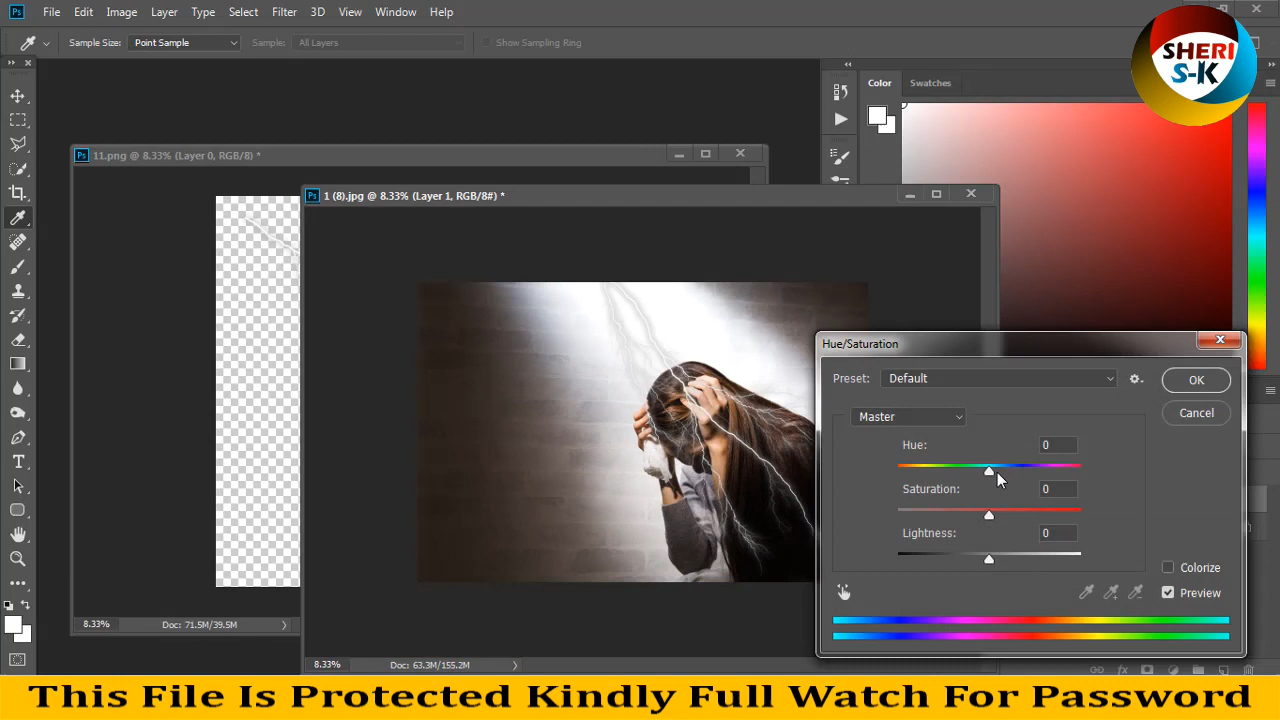 Ps File Edit Image Layer Type Select Filter 3D View Window Help
Sample Size: Point Sample Sample: All Layers Show Sampling Ring
SHERI
S-K
Color Swatches
Ps 11.png @ 8.33% (Layer 0, RGB/8) *
Ps 1 (8).jpg @ 8.33% (Layer 1, RGB/8#) *
Hue/Saturation
Preset: Default
OK
Master
Cancel
Hue: 0
Saturation: 0
Lightness: 0
Colorize
Preview
8.33% Doc: 71.5M/39.5M
8.33% Doc: 63.3M/155.2M
fx
This File Is Protected Kindly Full Watch For Password